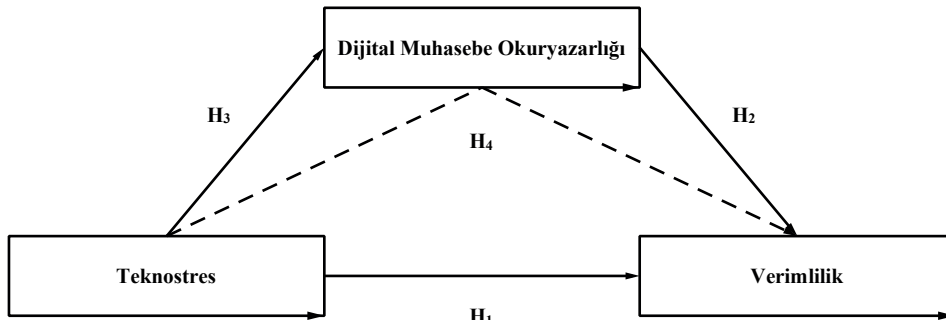 Dijital Muhasebe Okuryazarlığı
H3
H2
H4
Teknostres
Verimlilik
H1